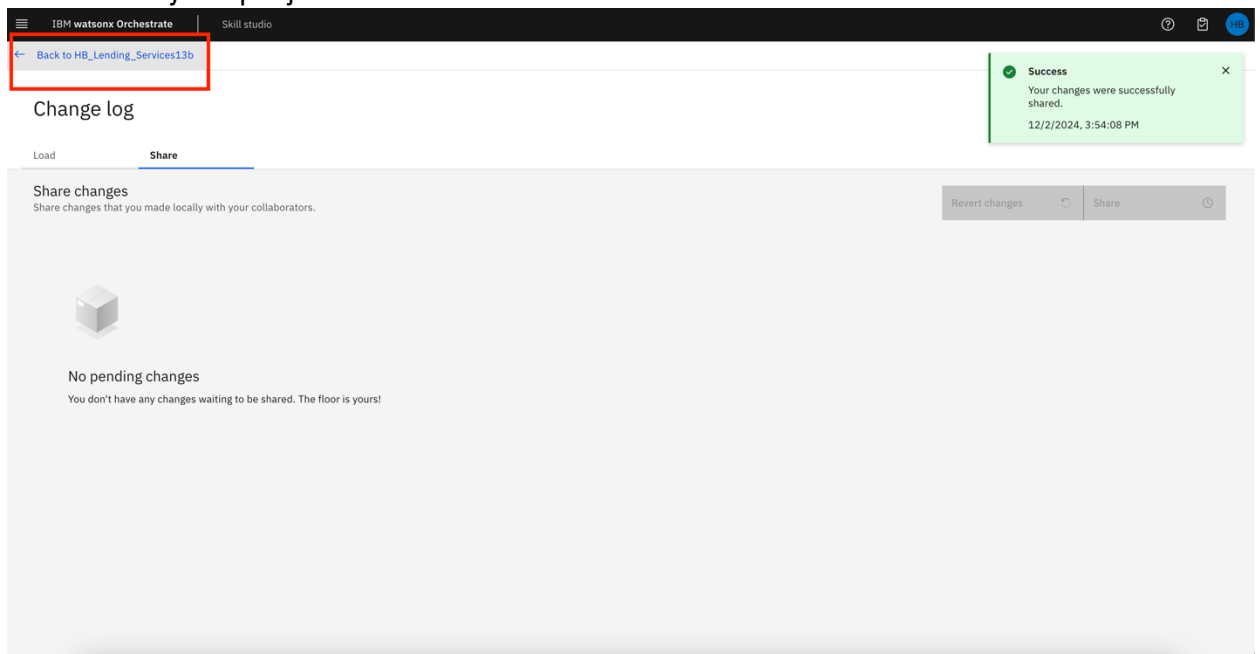 IBM watsonx Orchestrate Skill studio HB
Back to HB_Lending_Services13b
Success
Your changes were successfully
shared.
12/2/2024, 3:54:08 PM
Change log
Load Share
Share changes
Share changes that you made locally with your collaborators.
Revert changes Share
No pending changes
You don't have any changes waiting to be shared. The floor is yours!